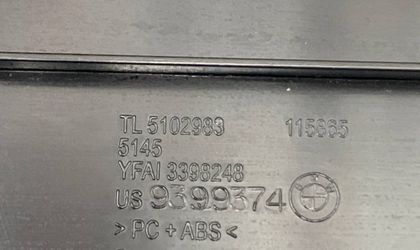 TL 5102983 115665
5145
YFAI 3398248
US 9399374
> PC + ABS <